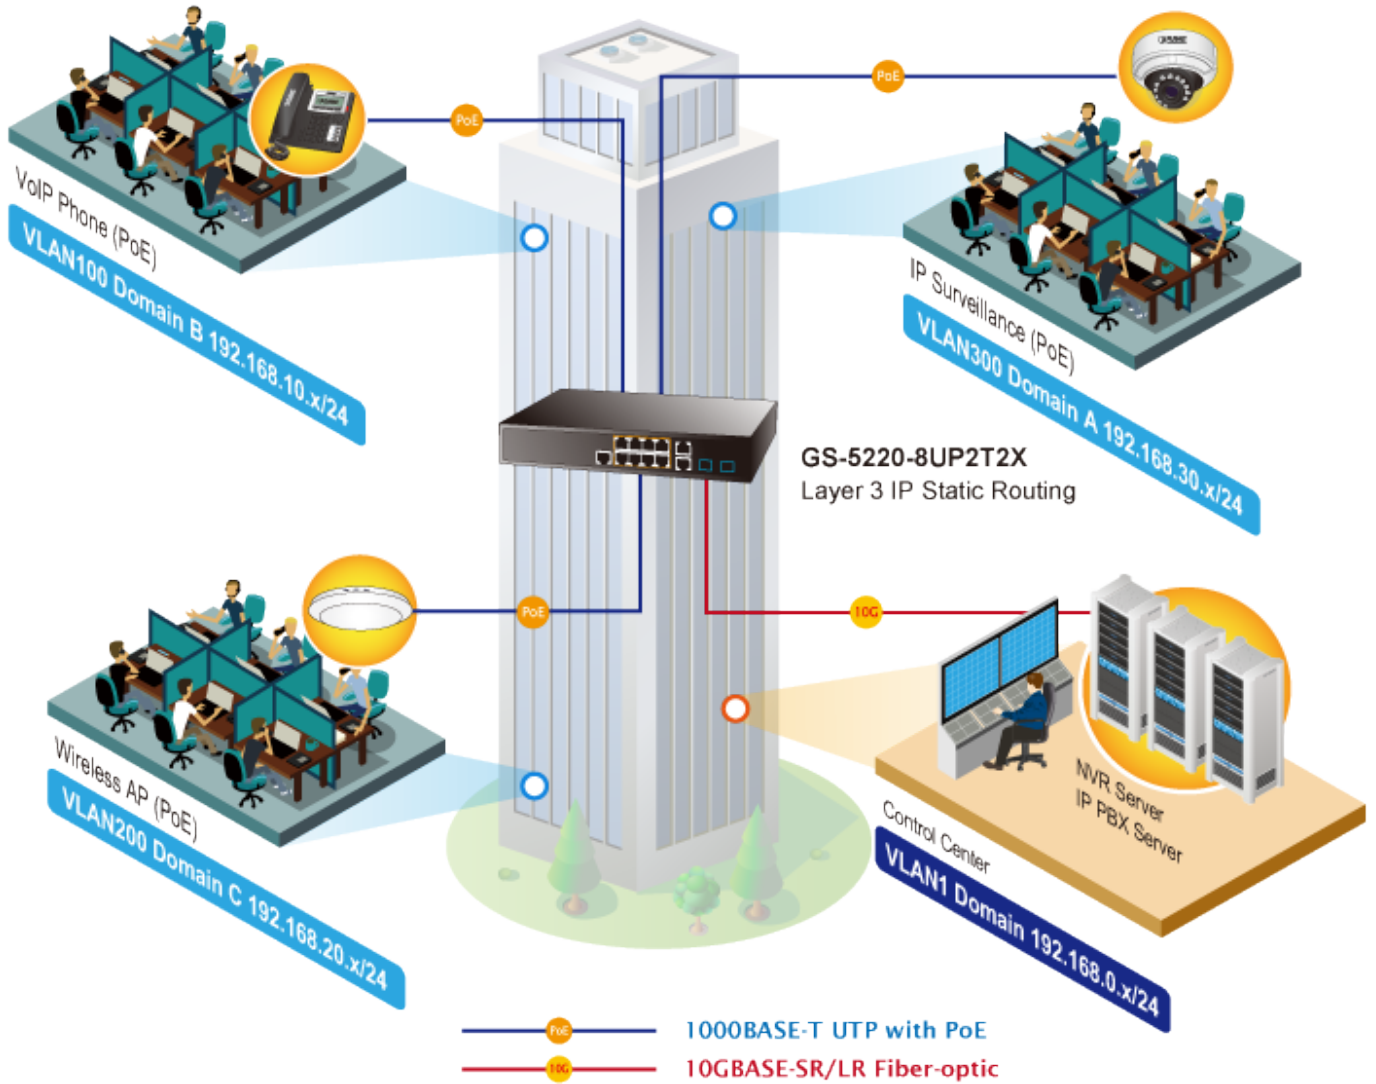 PoE
PoE
VoIP Phone (PoE)
VLAN100 Domain B 192.168.10.x/24
IP Surveillance (PoE)
VLAN300 Domain A 192.168.30.x/24
GS-5220-8UP2T2X
Layer 3 IP Static Routing
PoE
10G
Wireless AP (PoE)
VLAN200 Domain C 192.168.20.x/24
NVR Server
IP PBX Server
Control Center
VLAN1 Domain 192.168.0.x/24
PoE
1000BASE-T UTP with PoE
10G
10GBASE-SR/LR Fiber-optic